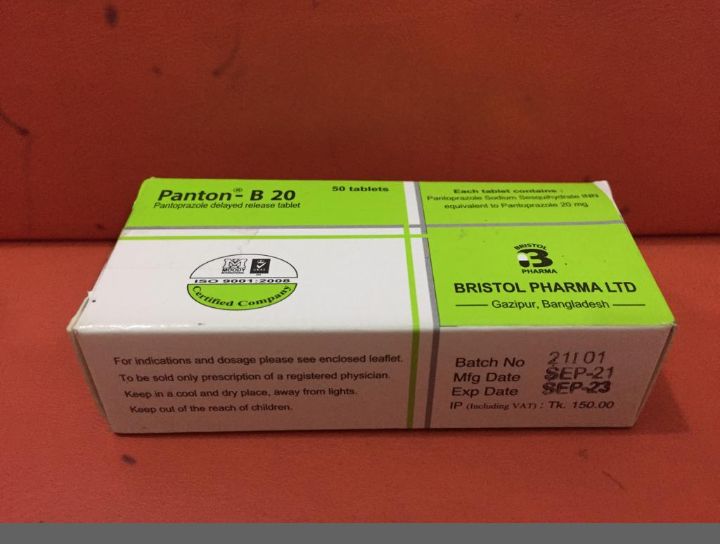 Panton®- B 20
Pantoprazole delayed release tablet
50 tablets
Each tablet contains :
Pantoprazole Sodium Sesquihydrate INN
equivalent to Pantoprazole 20 mg
MOODY
ISO 9001:2008
Certified Company
BRISTOL
B
PHARMA
BRISTOL PHARMA LTD
Gazipur, Bangladesh
For indications and dosage please see enclosed leaflet.
To be sold only prescription of a registered physician.
Keep in a cool and dry place, away from lights.
Keep out of the reach of children.
Batch No 21I 01
Mfg Date SEP-21
Exp Date SEP-23
IP (Including VAT) : Tk. 150.00